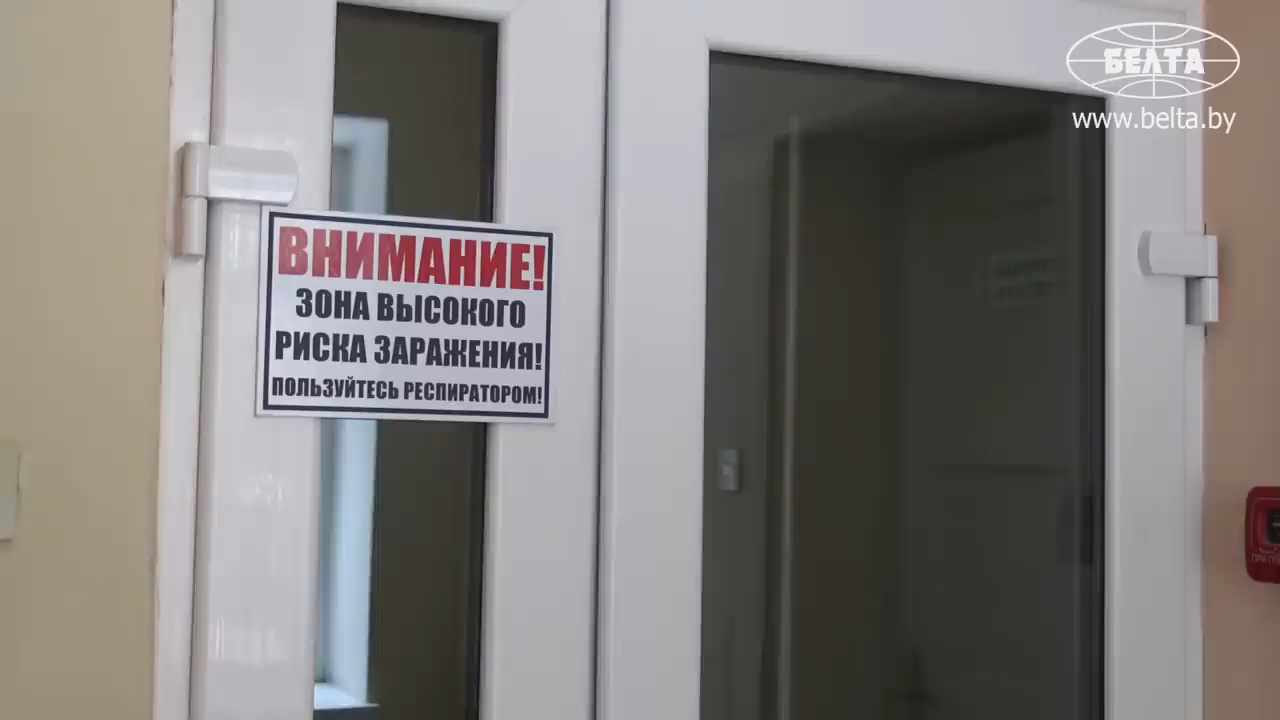 БЕЛТА
www.belta.by
ВНИМАНИЕ!
ЗОНА ВЫСОКОГО
РИСКА ЗАРАЖЕНИЯ!
ПОЛЬЗУЙТЕСЬ РЕСПИРАТОРОМ!